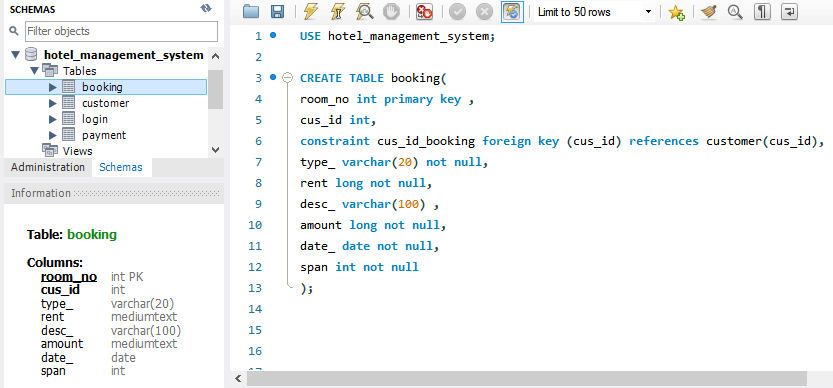 SCHEMAS
Filter objects
hotel_management_system
Tables
booking
customer
login
payment
Views
Administration Schemas
Information
Table: booking
Columns:
room_no int PK
cus_id int
type_ varchar(20)
rent mediumtext
desc_ varchar(100)
amount mediumtext
date_ date
span int
Limit to 50 rows
1 USE hotel_management_system;
2
3 CREATE TABLE booking(
4 room_no int primary key ,
5 cus_id int,
6 constraint cus_id_booking foreign key (cus_id) references customer(cus_id),
7 type_ varchar(20) not null,
8 rent long not null,
9 desc_ varchar(100) ,
10 amount long not null,
11 date_ date not null,
12 span int not null
13 );
14
15
16
17